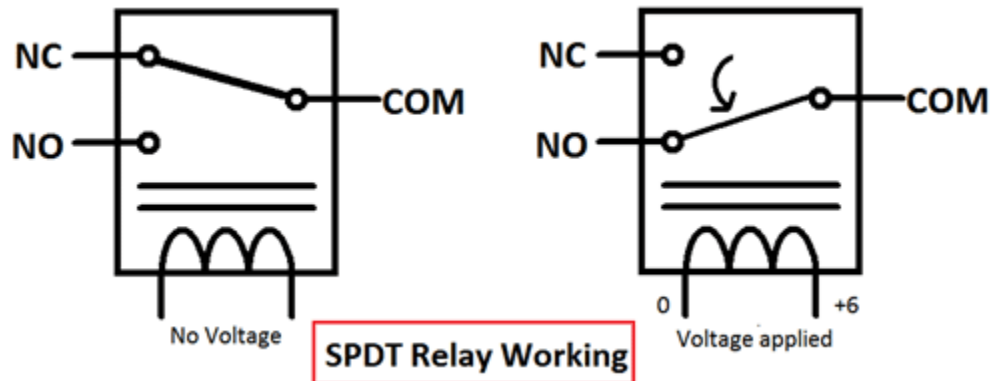 NC
COM
NO
No Voltage
NC
COM
NO
0 +6
Voltage applied
SPDT Relay Working